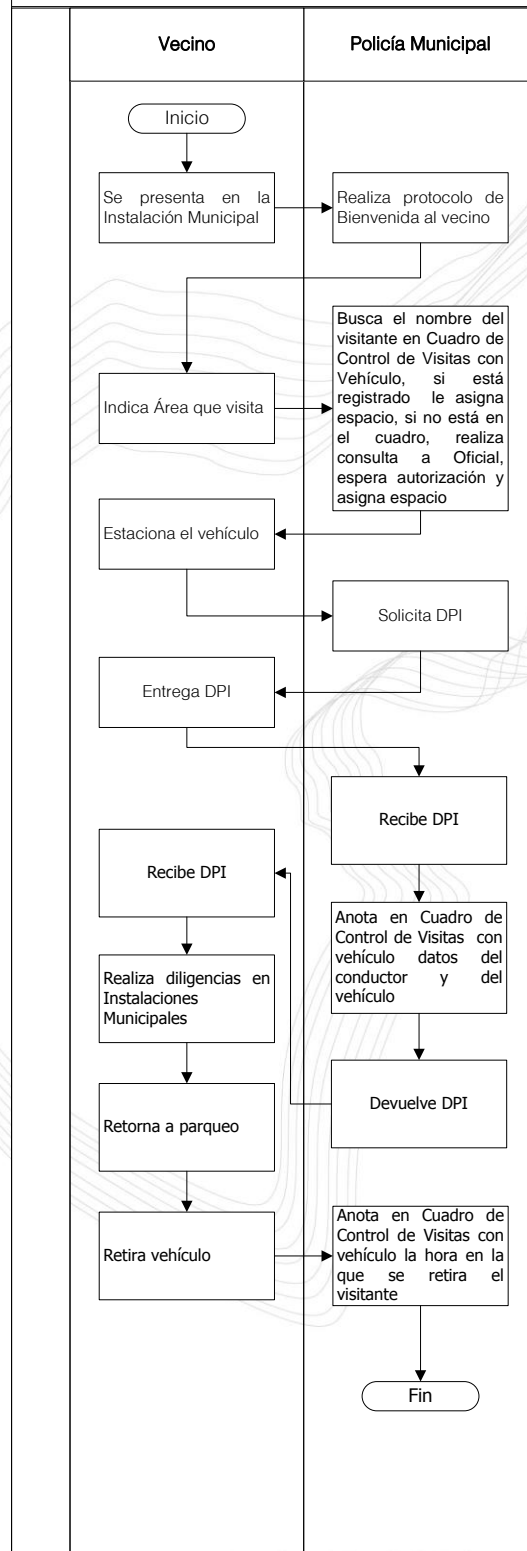 Vecino
Policía Municipal
Inicio
Se presenta en la
Instalación Municipal
Realiza protocolo de
Bienvenida al vecino
Busca el nombre del
visitante en Cuadro de
Control de Visitas con
Vehículo, si está
registrado le asigna
espacio, si no está en
el cuadro, realiza
consulta a Oficial,
espera autorización y
asigna espacio
Indica Área que visita
Estaciona el vehículo
Solicita DPI
Entrega DPI
Recibe DPI
Anota en Cuadro de
Control de Visitas con
vehículo datos del
conductor y del
vehículo
Devuelve DPI
Recibe DPI
Realiza diligencias en
Instalaciones
Municipales
Retorna a parqueo
Retira vehículo
Anota en Cuadro de
Control de Visitas con
vehículo la hora en la
que se retira el
visitante
Fin